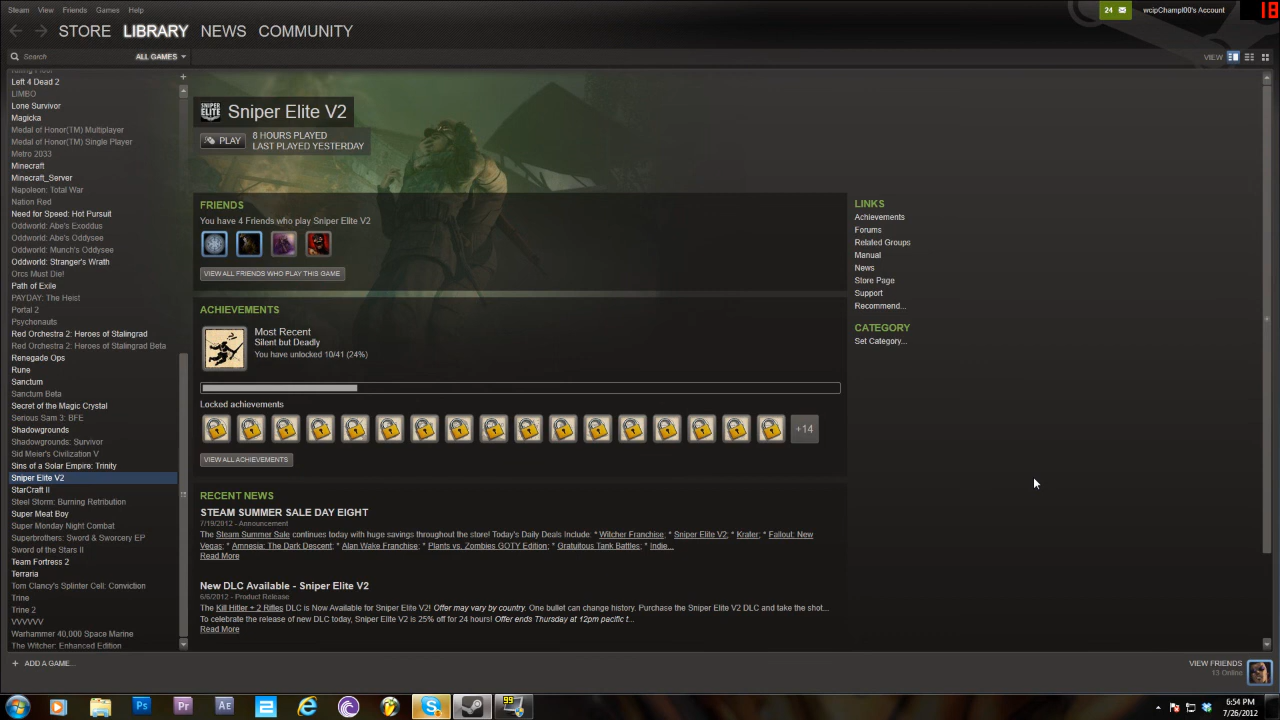 Steam View Friends Games Help
24
wcipChampI00's Account
18
STORE LIBRARY NEWS COMMUNITY
Search
ALL GAMES
VIEW
Left 4 Dead 2
LIMBO
Lone Survivor
Magicka
Medal of Honor(TM) Multiplayer
Medal of Honor(TM) Single Player
Metro 2033
Minecraft
Minecraft_Server
Napoleon: Total War
Nation Red
Need for Speed: Hot Pursuit
Oddworld: Abe's Exoddus
Oddworld: Abe's Oddysee
Oddworld: Munch's Oddysee
Oddworld: Stranger's Wrath
Orcs Must Die!
Path of Exile
PAYDAY: The Heist
Portal 2
Psychonauts
Red Orchestra 2: Heroes of Stalingrad
Red Orchestra 2: Heroes of Stalingrad Beta
Renegade Ops
Rune
Sanctum
Sanctum Beta
Secret of the Magic Crystal
Serious Sam 3: BFE
Shadowgrounds
Shadowgrounds: Survivor
Sid Meier's Civilization V
Sins of a Solar Empire: Trinity
Sniper Elite V2
StarCraft II
Steel Storm: Burning Retribution
Super Meat Boy
Super Monday Night Combat
Superbrothers: Sword & Sworcery EP
Sword of the Stars II
Team Fortress 2
Terraria
Tom Clancy's Splinter Cell: Conviction
Trine
Trine 2
VVVVVV
Warhammer 40,000 Space Marine
The Witcher: Enhanced Edition
+ ADD A GAME...
SNIPER ELITE
Sniper Elite V2
PLAY
8 HOURS PLAYED
LAST PLAYED YESTERDAY
FRIENDS
You have 4 Friends who play Sniper Elite V2
VIEW ALL FRIENDS WHO PLAY THIS GAME
ACHIEVEMENTS
Most Recent
Silent but Deadly
You have unlocked 10/41 (24%)
Locked achievements
+14
VIEW ALL ACHIEVEMENTS
RECENT NEWS
STEAM SUMMER SALE DAY EIGHT
7/19/2012 - Announcement
The Steam Summer Sale continues today with huge savings throughout the store! Today's Daily Deals Include: * Witcher Franchise; * Sniper Elite V2; * Krater; * Fallout: New
Vegas; * Amnesia: The Dark Descent; * Alan Wake Franchise; * Plants vs. Zombies GOTY Edition; * Gratuitous Tank Battles; * Indie...
Read More
New DLC Available - Sniper Elite V2
6/6/2012 - Product Release
The Kill Hitler + 2 Rifles DLC is Now Available for Sniper Elite V2! Offer may vary by country. One bullet can change history. Purchase the Sniper Elite V2 DLC and take the shot...
To celebrate the release of new DLC today, Sniper Elite V2 is 25% off for 24 hours! Offer ends Thursday at 12pm pacific t...
Read More
LINKS
Achievements
Forums
Related Groups
Manual
News
Store Page
Support
Recommend...
CATEGORY
Set Category...
VIEW FRIENDS
13 Online
Ps
Pr
AE
99
6:54 PM
7/26/2012